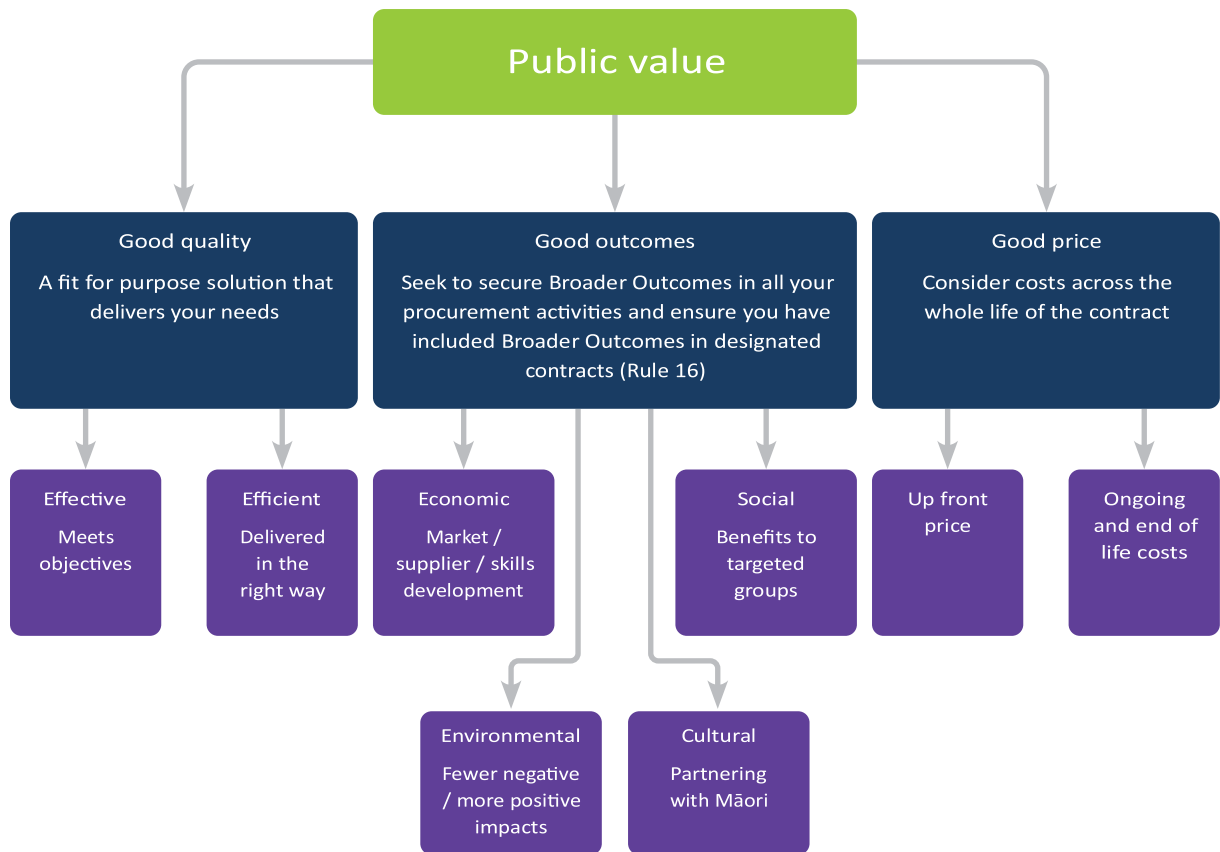 Public value
Good quality
A fit for purpose solution that
delivers your needs
Good outcomes
Seek to secure Broader Outcomes in all your
procurement activities and ensure you have
included Broader Outcomes in designated
contracts (Rule 16)
Good price
Consider costs across the
whole life of the contract
Effective
Meets
objectives
Efficient
Delivered
in the
right way
Economic
Market /
supplier / skills
development
Social
Benefits to
targeted
groups
Up front
price
Ongoing
and end of
life costs
Environmental
Fewer negative
/ more positive
impacts
Cultural
Partnering
with Māori